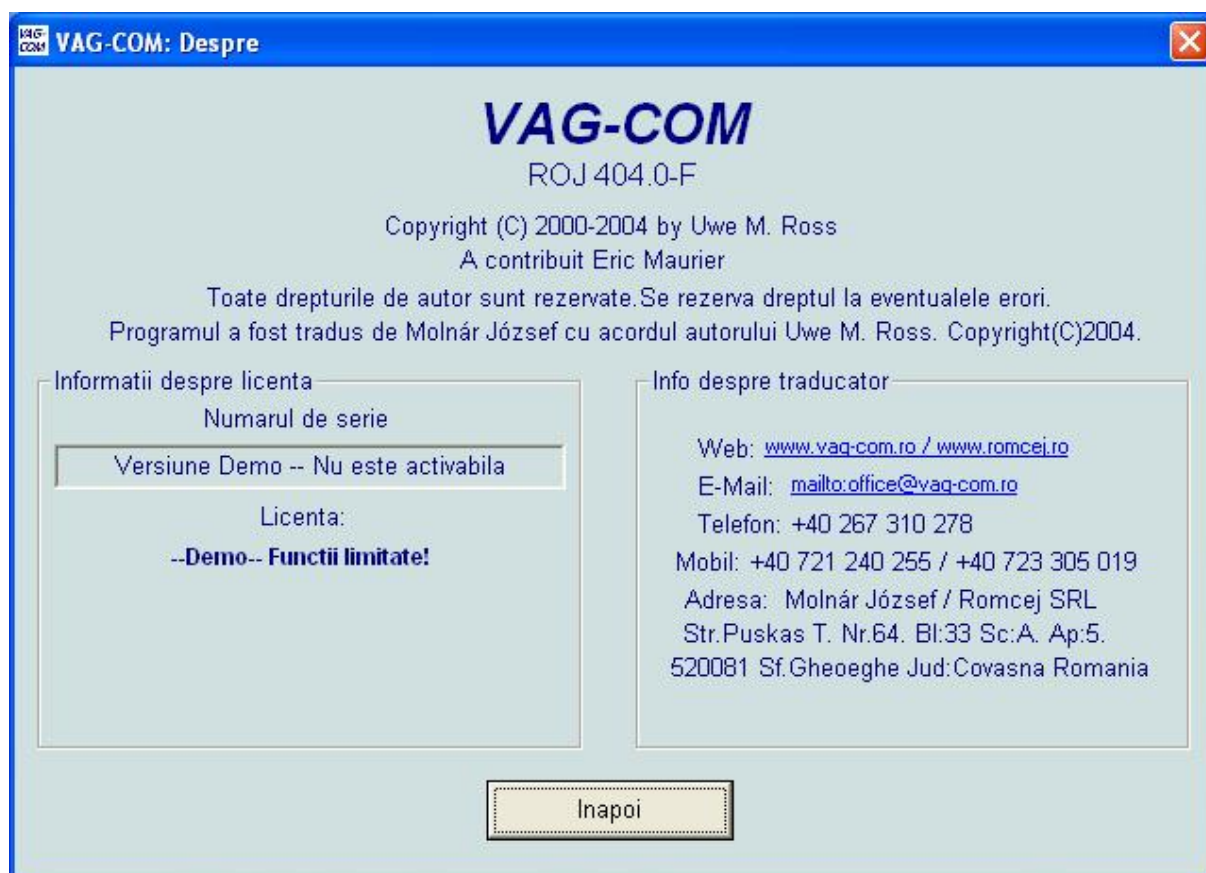 VAG-COM VAG-COM: Despre
VAG-COM
ROJ 404.0-F
Copyright (C) 2000-2004 by Uwe M. Ross
A contribuit Eric Maurier
Toate drepturile de autor sunt rezervate.Se rezerva dreptul la eventualele erori.
Programul a fost tradus de Molnár József cu acordul autorului Uwe M. Ross. Copyright(C)2004.
Informatii despre licenta
Numarul de serie
Versiune Demo -- Nu este activabila
Licenta:
--Demo-- Functii limitate!
Info despre traducator
Web: www.vag-com.ro / www.romcej.ro
E-Mail: mailto:office@vag-com.ro
Telefon: +40 267 310 278
Mobil: +40 721 240 255 / +40 723 305 019
Adresa: Molnár József / Romcej SRL
Str.Puskas T. Nr.64. Bl:33 Sc:A. Ap:5.
520081 Sf.Gheoeghe Jud:Covasna Romania
Inapoi